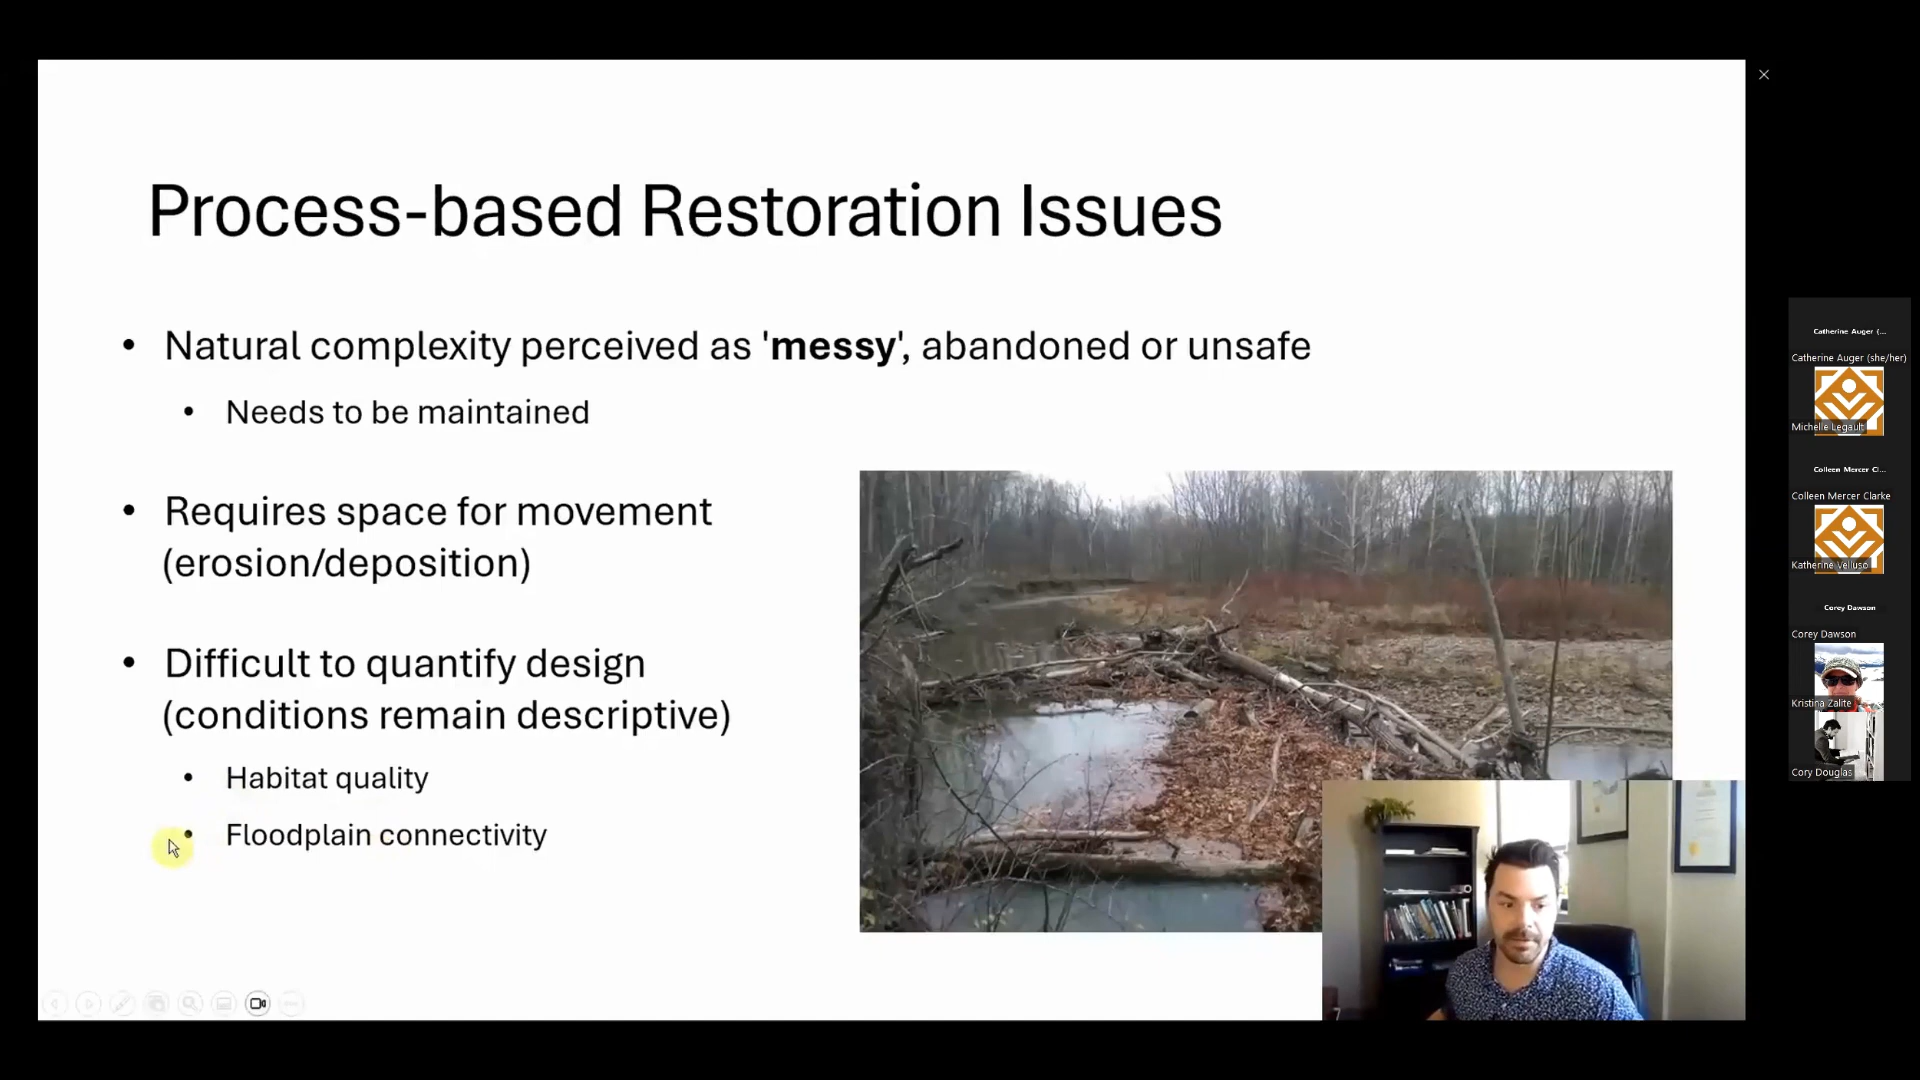 Process-based Restoration Issues
• Natural complexity perceived as 'messy', abandoned or unsafe
• Needs to be maintained
• Requires space for movement
(erosion/deposition)
• Difficult to quantify design
(conditions remain descriptive)
• Habitat quality
• Floodplain connectivity
Catherine Auger (...
Catherine Auger (she/her)
Michelle Legault
Colleen Mercer Cl...
Colleen Mercer Clarke
Katherine Velluso
Corey Dawson
Corey Dawson
Kristina Zalite
Cory Douglas